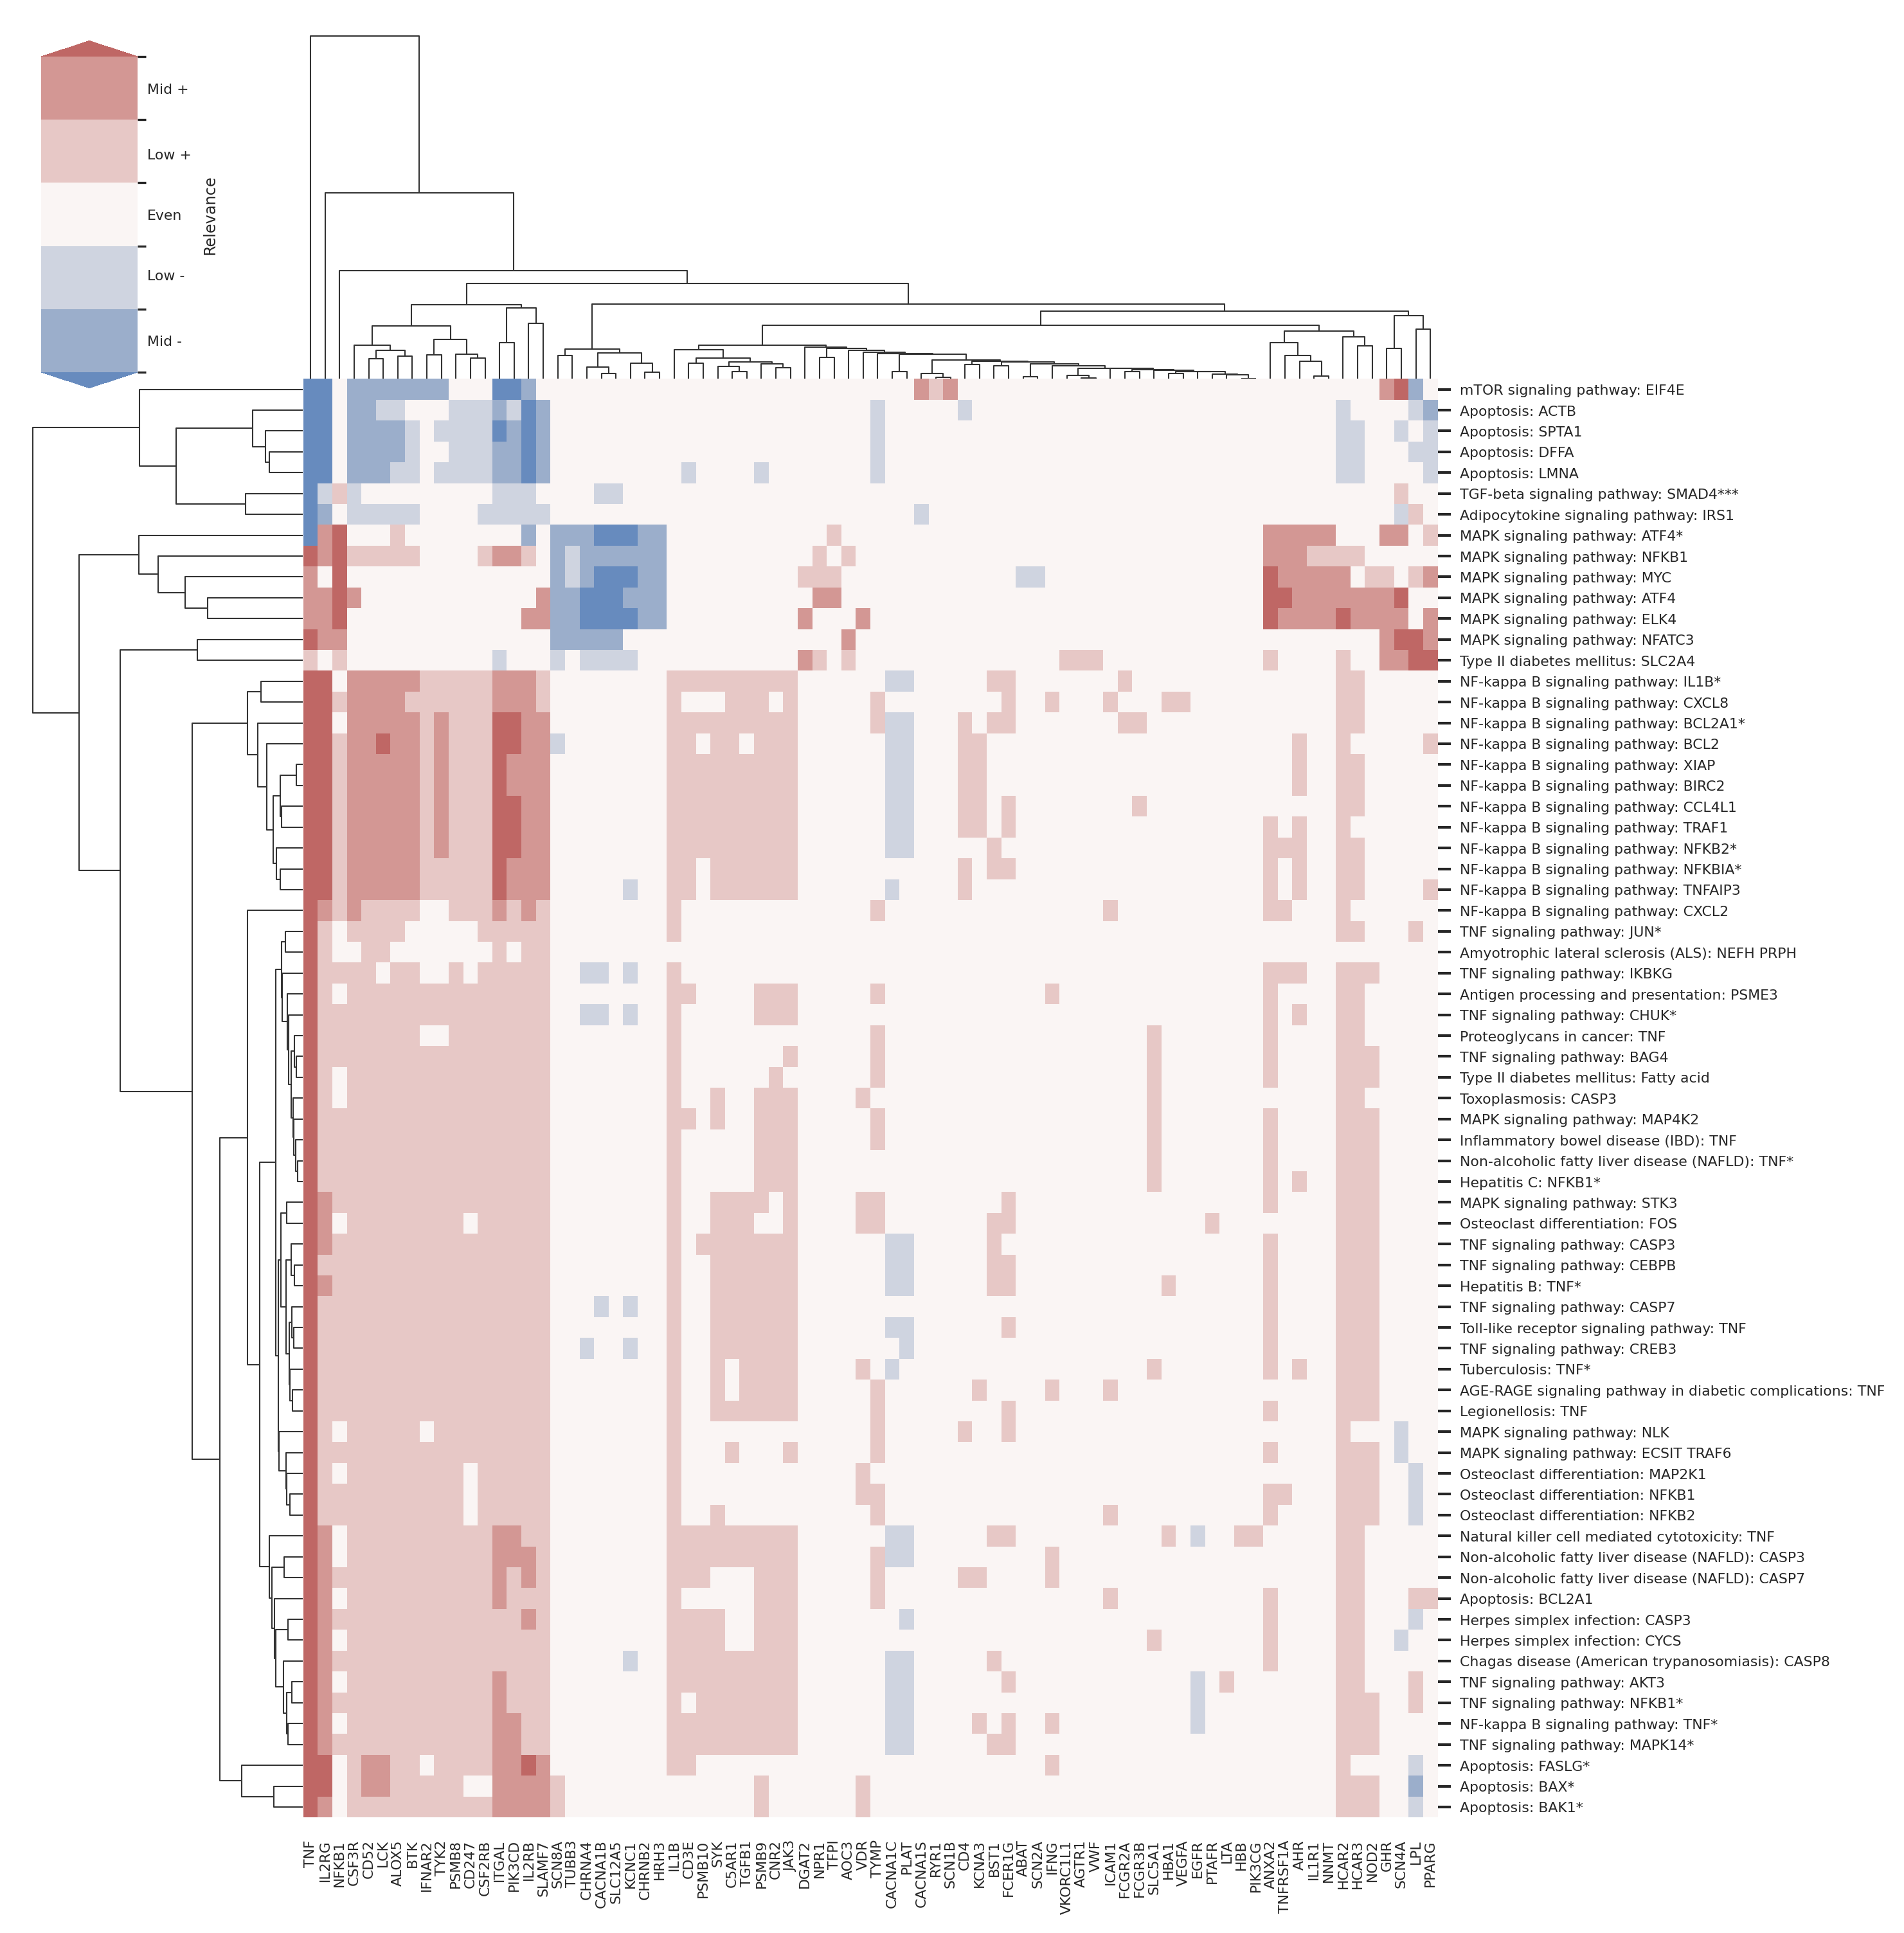 Mid +
Low +
Even
Low -
Mid -
Relevance
mTOR signaling pathway: EIF4E
Apoptosis: ACTB
Apoptosis: SPTA1
Apoptosis: DFFA
Apoptosis: LMNA
TGF-beta signaling pathway: SMAD4***
Adipocytokine signaling pathway: IRS1
MAPK signaling pathway: ATF4*
MAPK signaling pathway: NFKB1
MAPK signaling pathway: MYC
MAPK signaling pathway: ATF4
MAPK signaling pathway: ELK4
MAPK signaling pathway: NFATC3
Type II diabetes mellitus: SLC2A4
NF-kappa B signaling pathway: IL1B*
NF-kappa B signaling pathway: CXCL8
NF-kappa B signaling pathway: BCL2A1*
NF-kappa B signaling pathway: BCL2
NF-kappa B signaling pathway: XIAP
NF-kappa B signaling pathway: BIRC2
NF-kappa B signaling pathway: CCL4L1
NF-kappa B signaling pathway: TRAF1
NF-kappa B signaling pathway: NFKB2*
NF-kappa B signaling pathway: NFKBIA*
NF-kappa B signaling pathway: TNFAIP3
NF-kappa B signaling pathway: CXCL2
TNF signaling pathway: JUN*
Amyotrophic lateral sclerosis (ALS): NEFH PRPH
TNF signaling pathway: IKBKG
Antigen processing and presentation: PSME3
TNF signaling pathway: CHUK*
Proteoglycans in cancer: TNF
TNF signaling pathway: BAG4
Type II diabetes mellitus: Fatty acid
Toxoplasmosis: CASP3
MAPK signaling pathway: MAP4K2
Inflammatory bowel disease (IBD): TNF
Non-alcoholic fatty liver disease (NAFLD): TNF*
Hepatitis C: NFKB1*
MAPK signaling pathway: STK3
Osteoclast differentiation: FOS
TNF signaling pathway: CASP3
TNF signaling pathway: CEBPB
Hepatitis B: TNF*
TNF signaling pathway: CASP7
Toll-like receptor signaling pathway: TNF
TNF signaling pathway: CREB3
Tuberculosis: TNF*
AGE-RAGE signaling pathway in diabetic complications: TNF
Legionellosis: TNF
MAPK signaling pathway: NLK
MAPK signaling pathway: ECSIT TRAF6
Osteoclast differentiation: MAP2K1
Osteoclast differentiation: NFKB1
Osteoclast differentiation: NFKB2
Natural killer cell mediated cytotoxicity: TNF
Non-alcoholic fatty liver disease (NAFLD): CASP3
Non-alcoholic fatty liver disease (NAFLD): CASP7
Apoptosis: BCL2A1
Herpes simplex infection: CASP3
Herpes simplex infection: CYCS
Chagas disease (American trypanosomiasis): CASP8
TNF signaling pathway: AKT3
TNF signaling pathway: NFKB1*
NF-kappa B signaling pathway: TNF*
TNF signaling pathway: MAPK14*
Apoptosis: FASLG*
Apoptosis: BAX*
Apoptosis: BAK1*
TNF
IL2RG
NFKB1
CSF3R
CD52
LCK
ALOX5
BTK
IFNAR2
TYK2
PSMB8
CD247
CSF2RB
ITGAL
PIK3CD
IL2RB
SLAMF7
SCN8A
TUBB3
CHRNA4
CACNA1B
SLC12A5
KCNC1
CHRNB2
HRH3
IL1B
CD3E
PSMB10
SYK
C5AR1
TGFB1
PSMB9
CNR2
JAK3
DGAT2
NPR1
TFPI
AOC3
VDR
TYMP
CACNA1C
PLAT
CACNA1S
RYR1
SCN1B
CD4
KCNA3
BST1
FCER1G
ABAT
SCN2A
IFNG
VKORC1L1
AGTR1
VWF
ICAM1
FCGR2A
FCGR3B
SLC5A1
HBA1
VEGFA
EGFR
PTAFR
LTA
HBB
PIK3CG
ANXA2
TNFRSF1A
AHR
IL1R1
NNMT
HCAR2
HCAR3
NOD2
GHR
SCN4A
LPL
PPARG